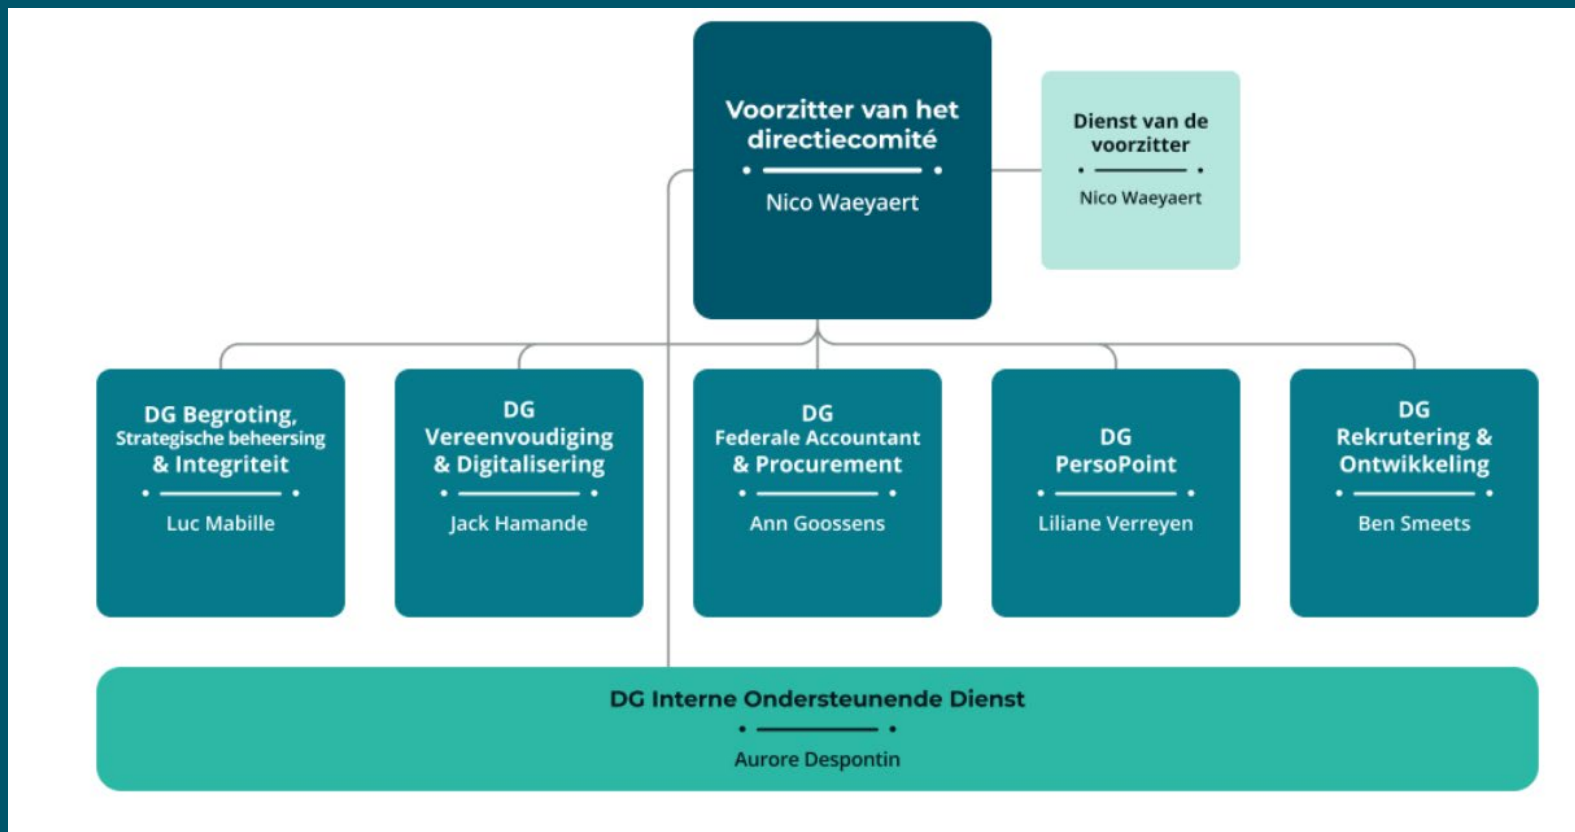 Voorzitter van het
directiecomité
Nico Waeyaert
Dienst van de
voorzitter
Nico Waeyaert
DG Begroting,
Strategische beheersing
& Integriteit
Luc Mabille
DG
Vereenvoudiging
& Digitalisering
Jack Hamande
DG
Federale Accountant
& Procurement
Ann Goossens
DG
PersoPoint
Liliane Verreyen
DG
Rekrutering &
Ontwikkeling
Ben Smeets
DG Interne Ondersteunende Dienst
Aurore Despontin